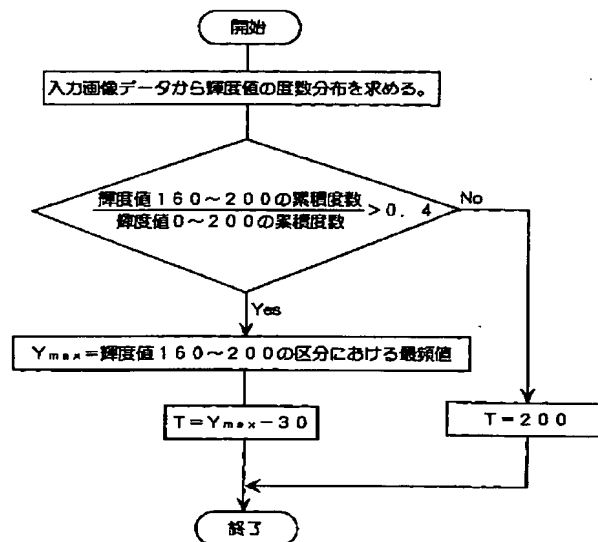 開始
入力画像データから輝度値の度数分布を求める。
輝度値160～200の累積度数
輝度値0～200の累積度数
>0.4
No
Yes
Ymax=輝度値160～200の区分における最頻値
T=Ymax-30
T=200
終了